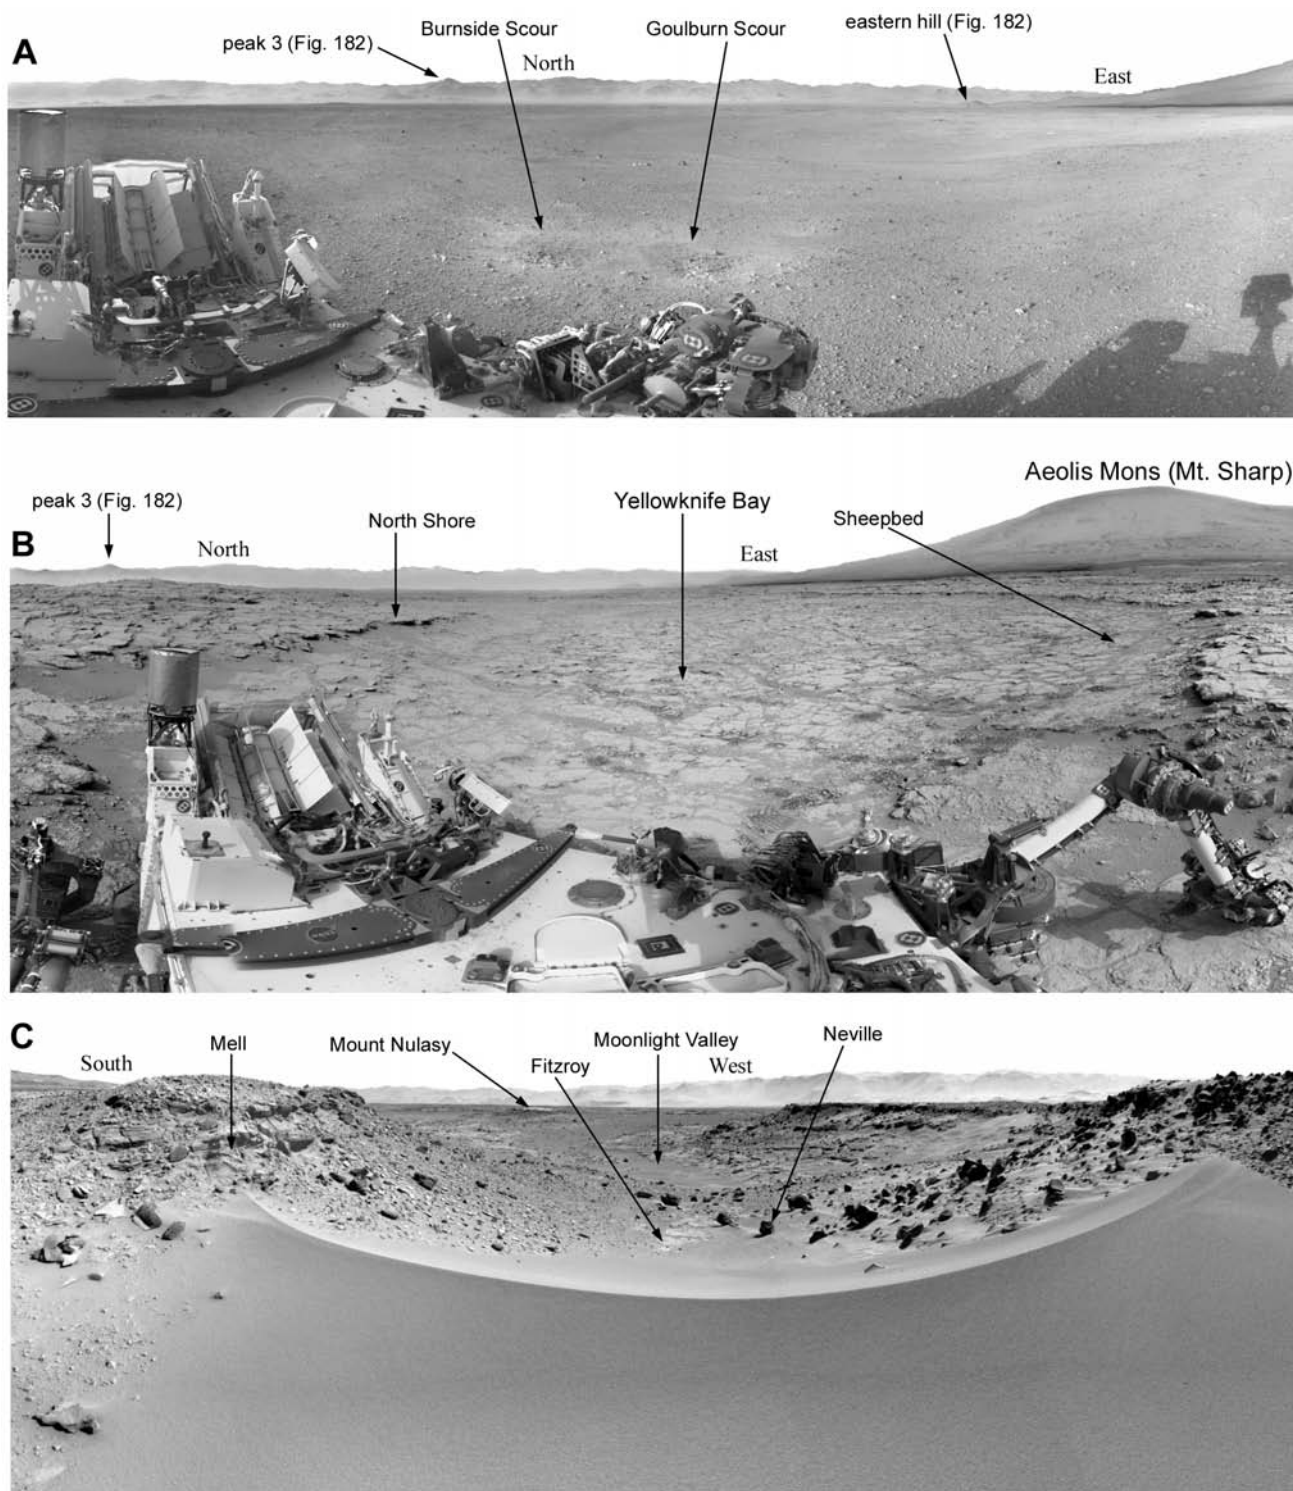 A
Burnside Scour
Goulburn Scour
eastern hill (Fig. 182)
peak 3 (Fig. 182)
North
East
B
Aeolis Mons (Mt. Sharp)
peak 3 (Fig. 182)
Yellowknife Bay
Sheepbed
North Shore
North
East
C
Mell
Mount Nulasy
Moonlight Valley
Neville
South
Fitzroy
West